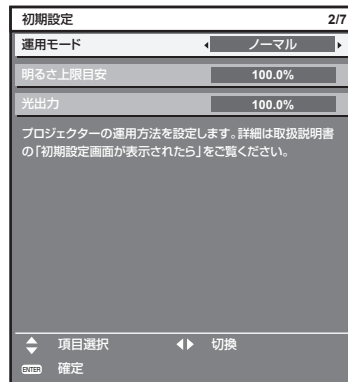 初期設定 2/7
運用モード ノーマル
明るさ上限目安 100.0%
光出力 100.0%
プロジェクターの運用方法を設定します。詳細は取扱説明書
の「初期設定画面が表示されたら」をご覧ください。
項目選択 切換
ENTER 確定